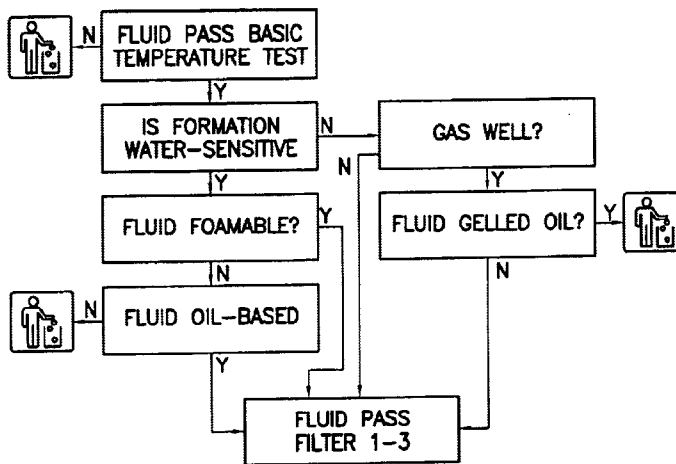 N
FLUID PASS BASIC
TEMPERATURE TEST
Y
IS FORMATION
WATER-SENSITIVE
N
GAS WELL?
Y
N
Y
FLUID FOAMABLE?
Y
FLUID GELLED OIL?
Y
N
N
N
FLUID OIL-BASED
Y
FLUID PASS
FILTER 1-3